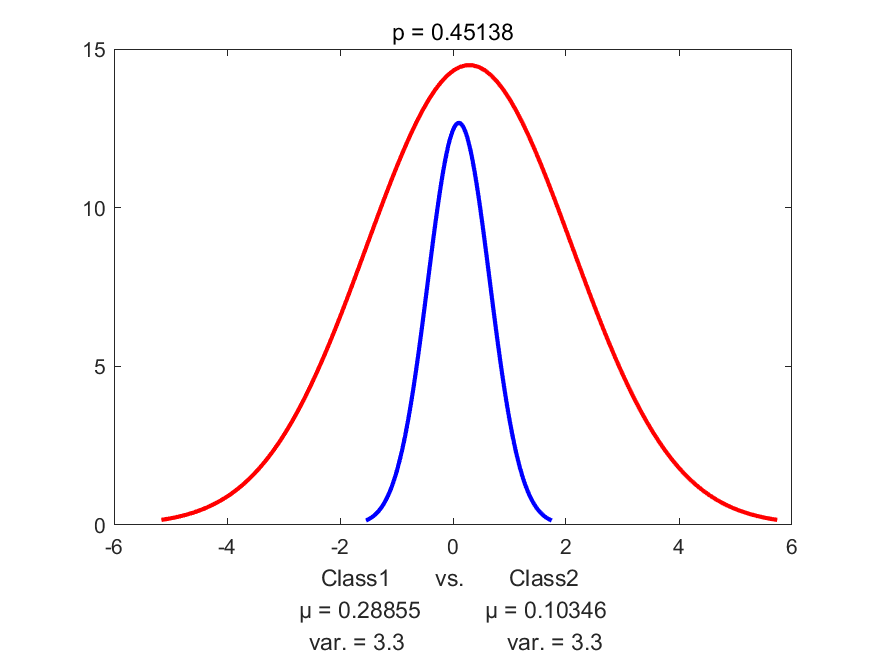 p = 0.45138
15
10
5
0
-6 -4 -2 0 2 4 6
Class1 vs. Class2
μ = 0.28855 μ = 0.10346
var. = 3.3 var. = 3.3